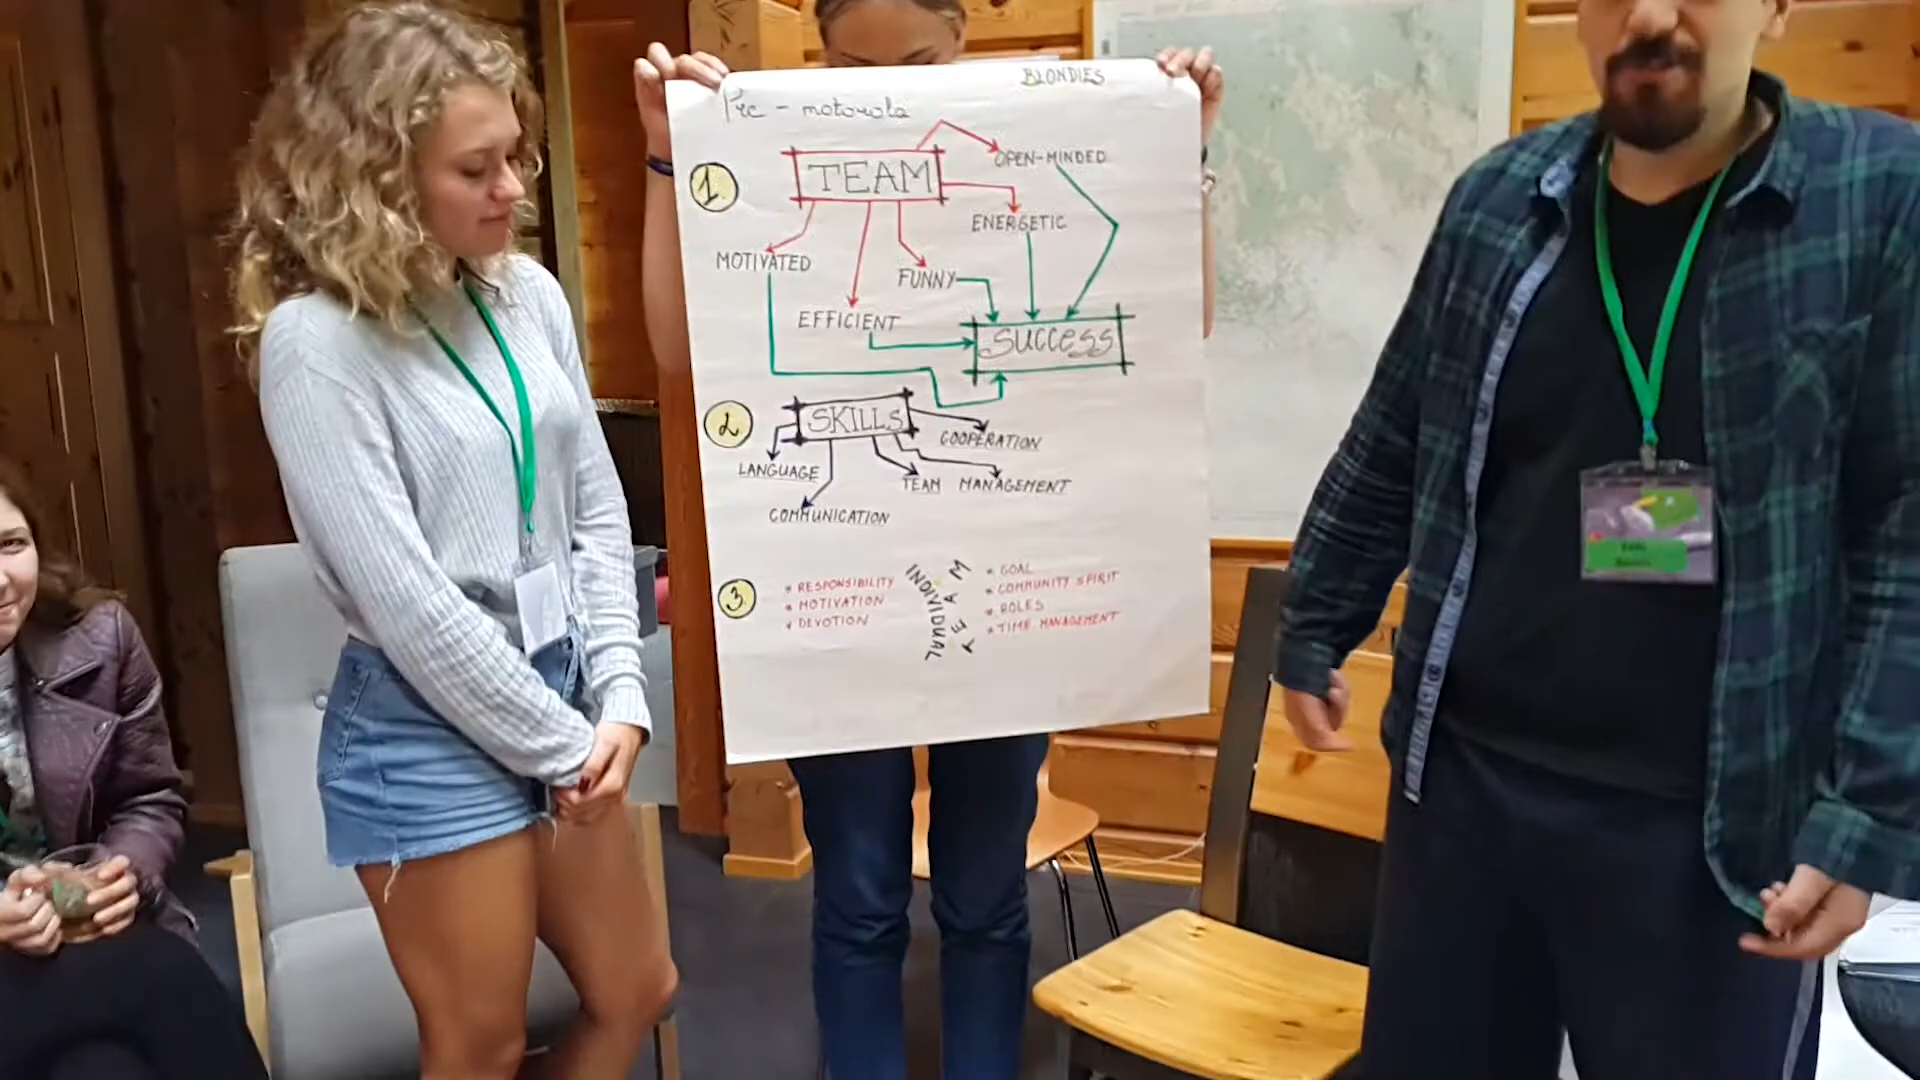 BLONDIES
Pre - motorola
1.
TEAM
OPEN-MINDED
ENERGETIC
MOTIVATED
FUNNY
EFFICIENT
SUCCESS
2
SKILLS
COOPERATION
LANGUAGE
TEAM MANAGEMENT
COMMUNICATION
3.
* RESPONSIBILITY
* MOTIVATION
* DEVOTION
INDIVIDUAL
TEAM
* GOAL
* COMMUNITY SPIRIT
* ROLES
* TIME MANAGEMENT